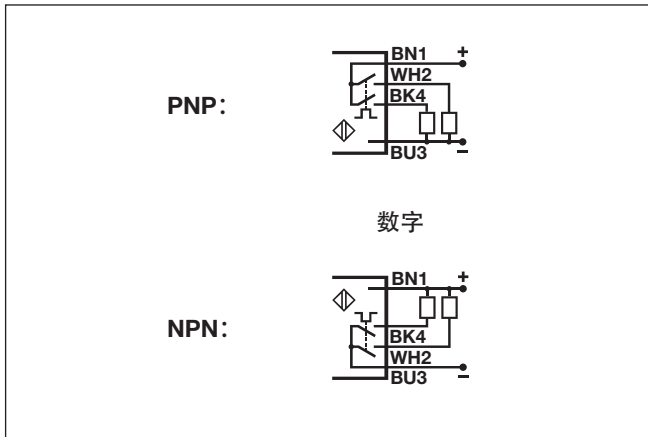 BN1 +
WH2
BK4
PNP：
BU3 −
数字
BN1 +
NPN：
BK4
WH2
BU3 −